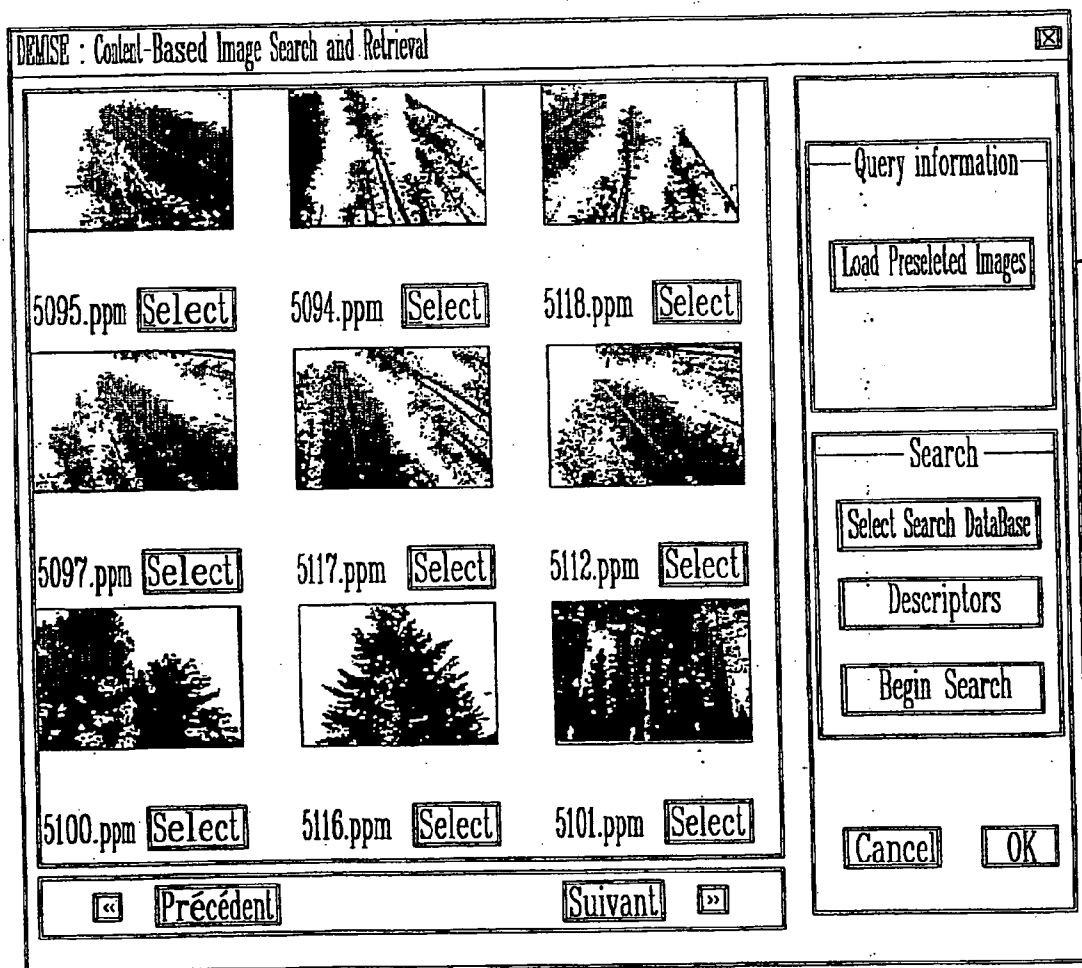 DEMISE : Content-Based Image Search and Retrieval
5095.ppm Select 5094.ppm Select 5118.ppm Select
5097.ppm Select 5117.ppm Select 5112.ppm Select
5100.ppm Select 5116.ppm Select 5101.ppm Select
« Précédent Suivant »
Query information
Load Preseleted Images
Search
Select Search DataBase
Descriptors
Begin Search
Cancel OK